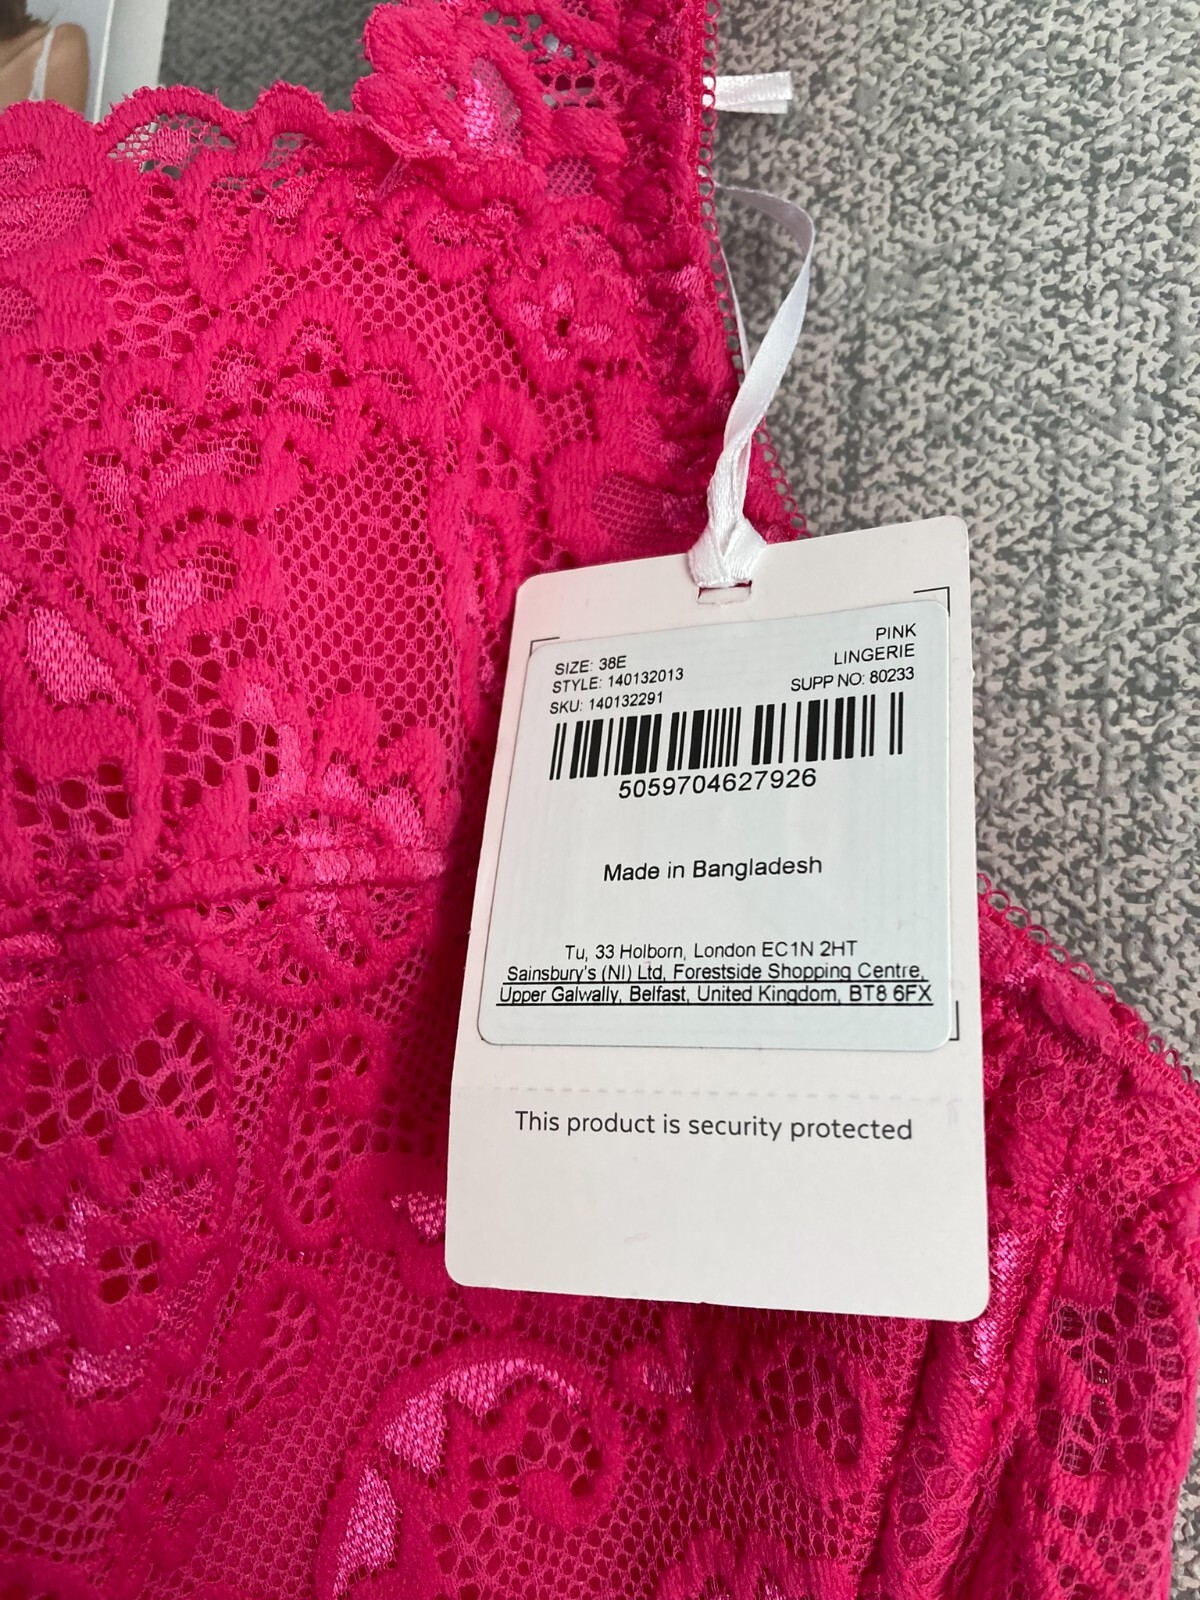 PINK
SIZE: 38E
LINGERIE
STYLE: 140132013
SUPP NO: 80233
SKU: 140132291
5059704627926
Made in Bangladesh
Tu, 33 Holborn, London EC1N 2HT
Sainsbury's (NI) Ltd, Forestside Shopping Centre,
Upper Galwally, Belfast, United Kingdom, BT8 6FX
This product is security protected